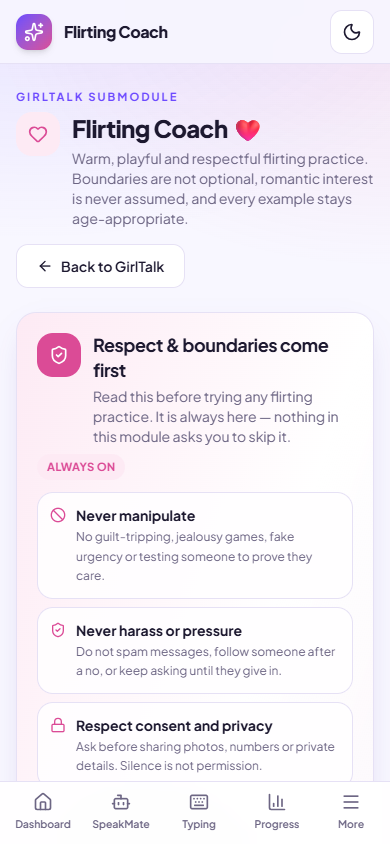 Flirting Coach
GIRLTALK SUBMODULE
Flirting Coach ❤️
Warm, playful and respectful flirting practice.
Boundaries are not optional, romantic interest
is never assumed, and every example stays
age-appropriate.
← Back to GirlTalk
Respect & boundaries come
first
Read this before trying any flirting
practice. It is always here — nothing in
this module asks you to skip it.
ALWAYS ON
Never manipulate
No guilt-tripping, jealousy games, fake
urgency or testing someone to prove they
care.
Never harass or pressure
Do not spam messages, follow someone after
a no, or keep asking until they give in.
Respect consent and privacy
Ask before sharing photos, numbers or private
details. Silence is not permission.
Dashboard SpeakMate Typing Progress More